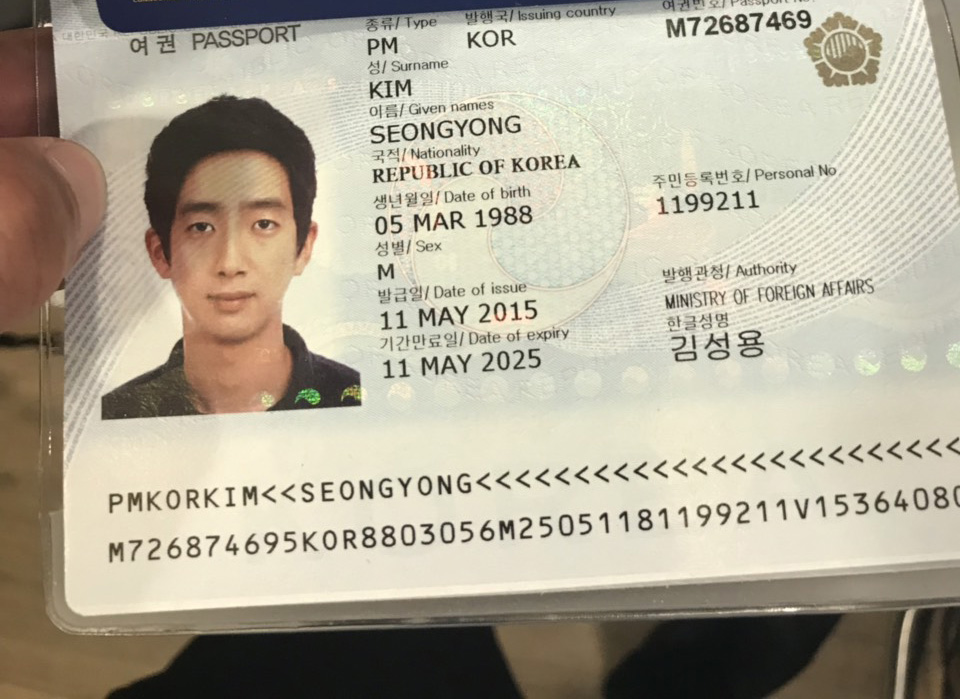 대한민국
여권 PASSPORT
종류/ Type 발행국/ Issuing country 여권번호/ Passport No
PM KOR M72687469
성/ Surname
KIM
이름/ Given names
SEONGYONG
국적/ Nationality
REPUBLIC OF KOREA
생년월일/ Date of birth 주민등록번호/ Personal No
05 MAR 1988 1199211
성별/ Sex
M
발급일/ Date of issue 발행관청/ Authority
11 MAY 2015 MINISTRY OF FOREIGN AFFAIRS
기간만료일/ Date of expiry 한글성명
11 MAY 2025 김성용
PMKORKIM<<SEONGYONG<<<<<<<<<<<<<<<<<<<<<<<<<
M726874695KOR8803056M25051181199211V15364080